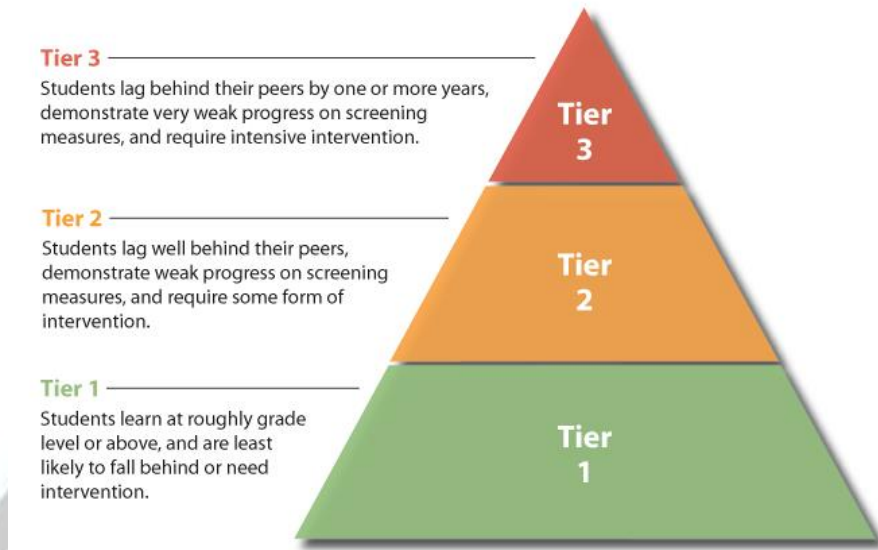 Tier 3
Students lag behind their peers by one or more years,
demonstrate very weak progress on screening
measures, and require intensive intervention.
Tier
3
Tier 2
Students lag well behind their peers,
demonstrate weak progress on screening
measures, and require some form of
intervention.
Tier
2
Tier 1
Students learn at roughly grade
level or above, and are least
likely to fall behind or need
intervention.
Tier
1